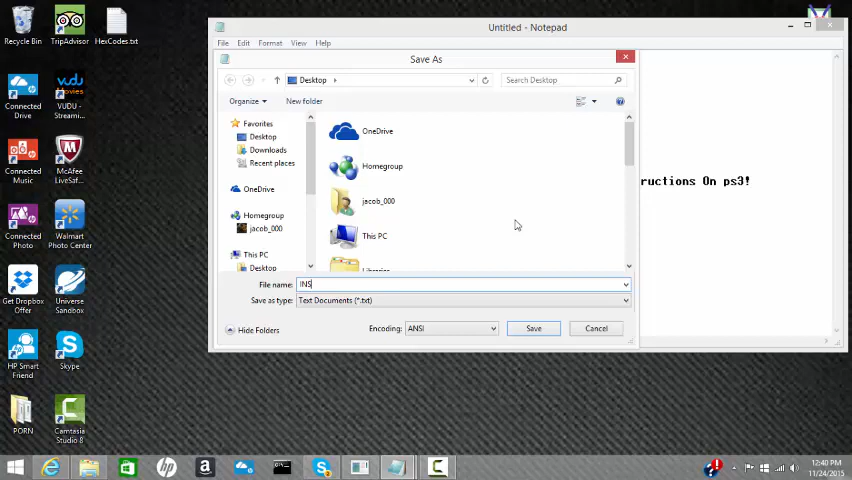 Recycle Bin
TripAdvisor
HexCodes.txt
Connected
Drive
VUDU -
Streami...
Connected
Music
McAfee
LiveSaf...
Connected
Photo
Walmart
Photo Center
Get Dropbox
Offer
Universe
Sandbox
HP Smart
Friend
Skype
PORN
Camtasia
Studio 8
Untitled - Notepad
File Edit Format View Help
Save As
Desktop
Search Desktop
Organize
New folder
Favorites
Desktop
Downloads
Recent places
OneDrive
Homegroup
jacob_000
This PC
Desktop
OneDrive
Homegroup
jacob_000
This PC
Libraries
ructions On ps3!
File name: INS
Save as type: Text Documents (*.txt)
Hide Folders
Encoding: ANSI
Save
Cancel
12:40 PM
11/24/2015